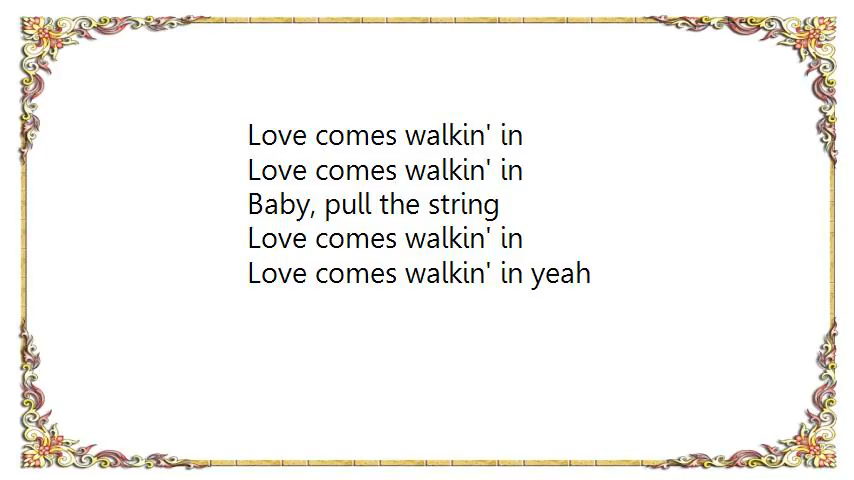 Love comes walkin' in
Love comes walkin' in
Baby, pull the string
Love comes walkin' in
Love comes walkin' in yeah